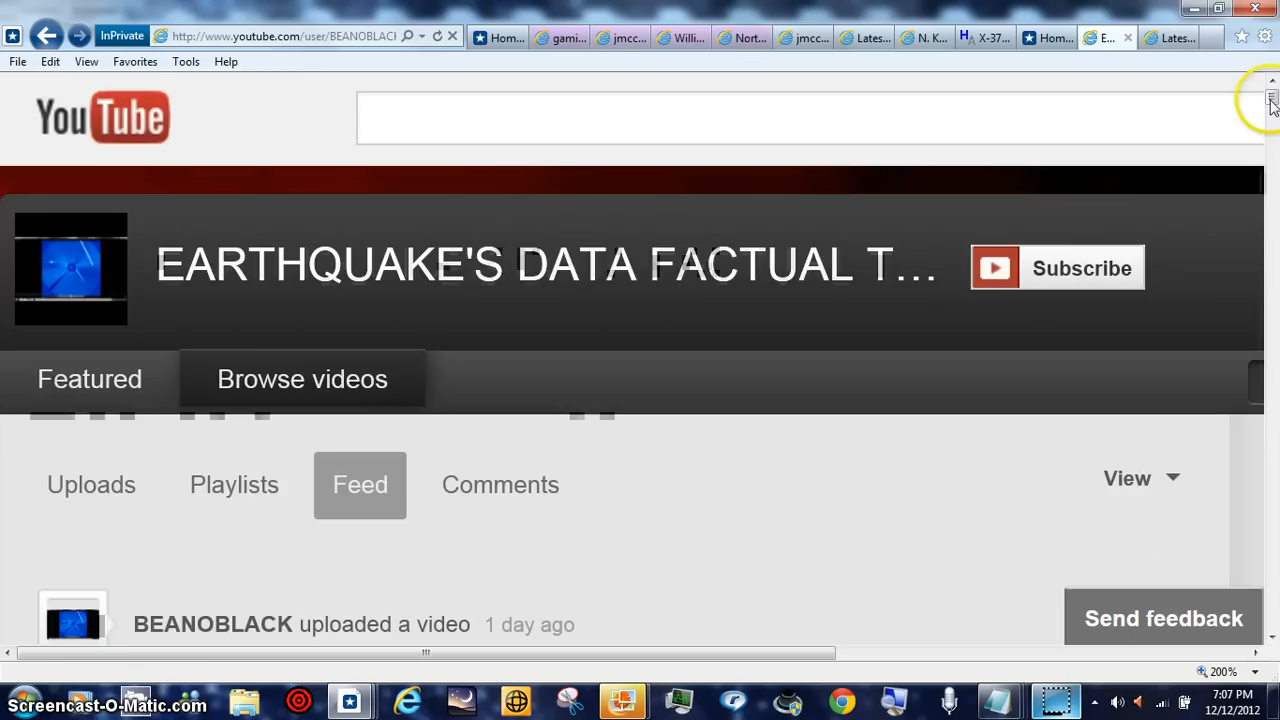 InPrivate http://www.youtube.com/user/BEANOBLACK Hom... gami... jmcc... Willi... Nort... jmcc... Lates... N. K... HA X-37... Hom... E... Lates...
File Edit View Favorites Tools Help
YouTube
EARTHQUAKE'S DATA FACTUAL T... Subscribe
Featured Browse videos
Uploads Playlists Feed Comments View
BEANOBLACK uploaded a video 1 day ago
Send feedback
200%
Screencast-O-Matic.com
7:07 PM
12/12/2012